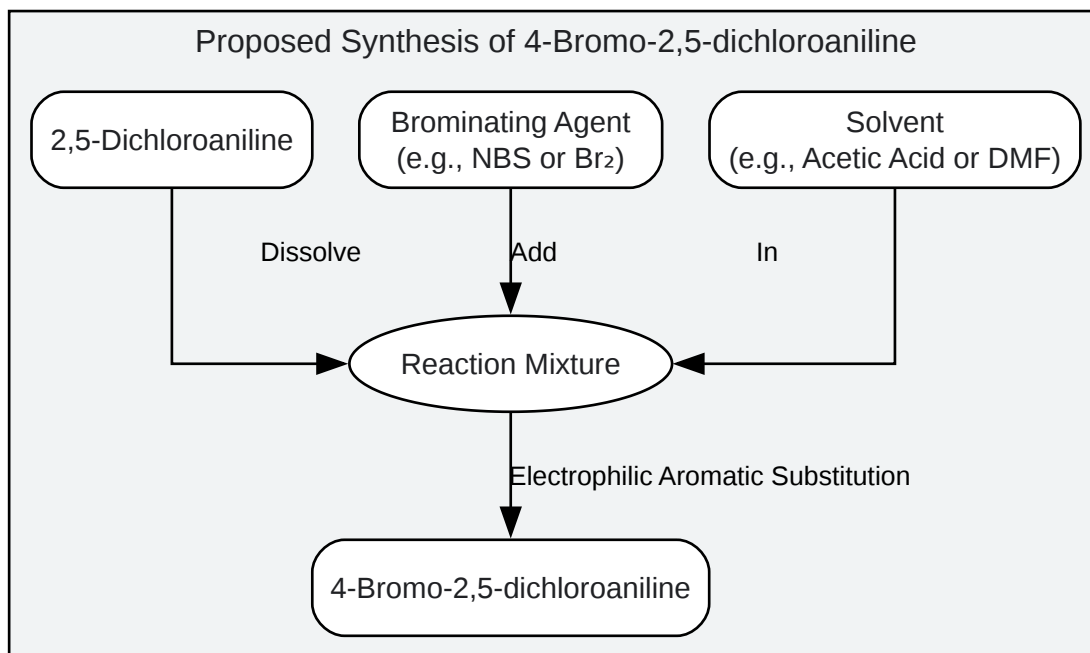 Proposed Synthesis of 4-Bromo-2,5-dichloroaniline
2,5-Dichloroaniline
Brominating Agent
(e.g., NBS or Br₂)
Solvent
(e.g., Acetic Acid or DMF)
Dissolve
Add
In
Reaction Mixture
Electrophilic Aromatic Substitution
4-Bromo-2,5-dichloroaniline